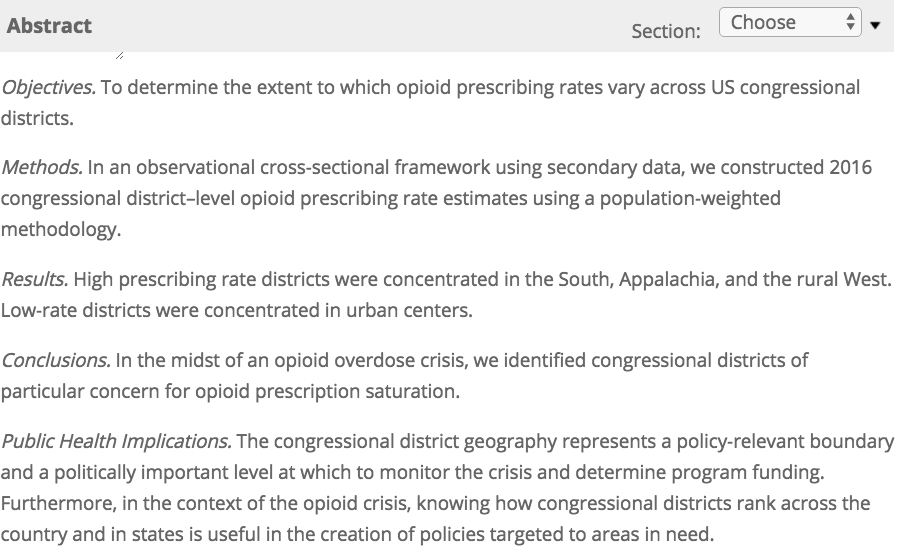 Abstract
Section: Choose
Objectives. To determine the extent to which opioid prescribing rates vary across US congressional
districts.
Methods. In an observational cross-sectional framework using secondary data, we constructed 2016
congressional district–level opioid prescribing rate estimates using a population-weighted
methodology.
Results. High prescribing rate districts were concentrated in the South, Appalachia, and the rural West.
Low-rate districts were concentrated in urban centers.
Conclusions. In the midst of an opioid overdose crisis, we identified congressional districts of
particular concern for opioid prescription saturation.
Public Health Implications. The congressional district geography represents a policy-relevant boundary
and a politically important level at which to monitor the crisis and determine program funding.
Furthermore, in the context of the opioid crisis, knowing how congressional districts rank across the
country and in states is useful in the creation of policies targeted to areas in need.